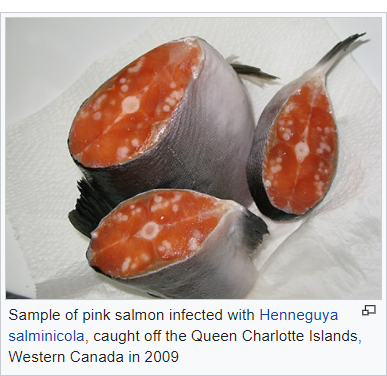 Sample of pink salmon infected with Henneguya
salminicola, caught off the Queen Charlotte Islands,
Western Canada in 2009